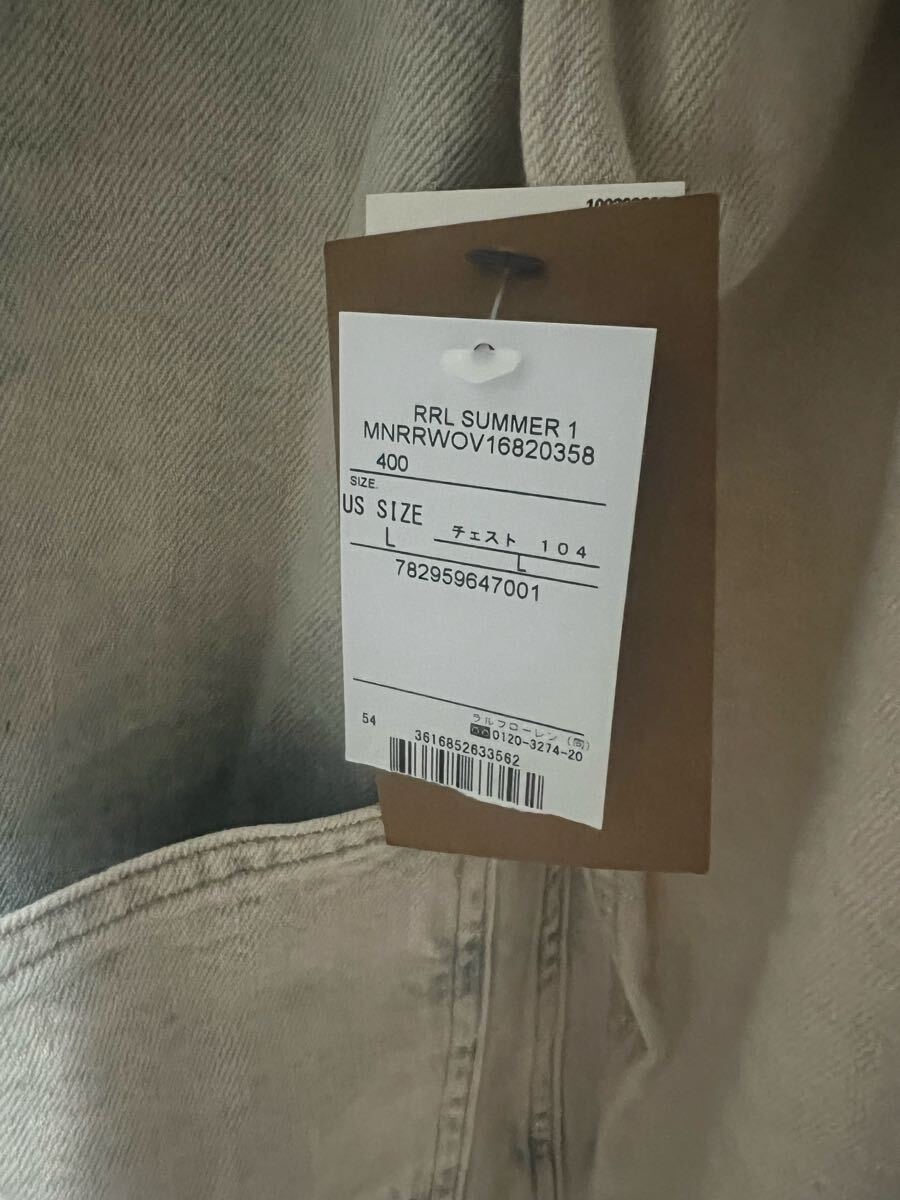 RRL SUMMER 1
MNRRWOV16820358
400
SIZE.
US SIZE
L
チェスト 104
L
782959647001
54
ラルフローレン(同)
0120-3274-20
3616852633562